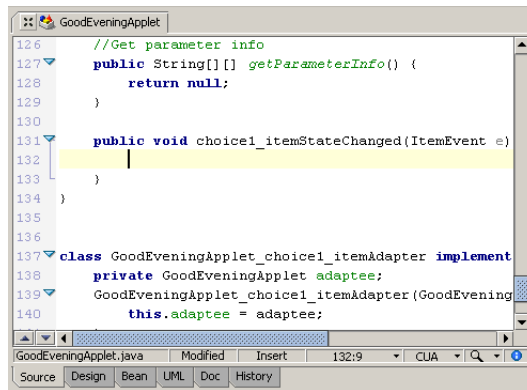 GoodEveningApplet
126 //Get parameter info
127 public String[][] getParameterInfo() {
128 return null;
129 }
130
131 public void choice1_itemStateChanged(ItemEvent e)
132
133 }
134 }
135
136
137 class GoodEveningApplet_choice1_itemAdapter implement
138 private GoodEveningApplet adaptee;
139 GoodEveningApplet_choice1_itemAdapter(GoodEvening
140 this.adaptee = adaptee;
GoodEveningApplet.java Modified Insert 132:9 CUA
Source Design Bean UML Doc History